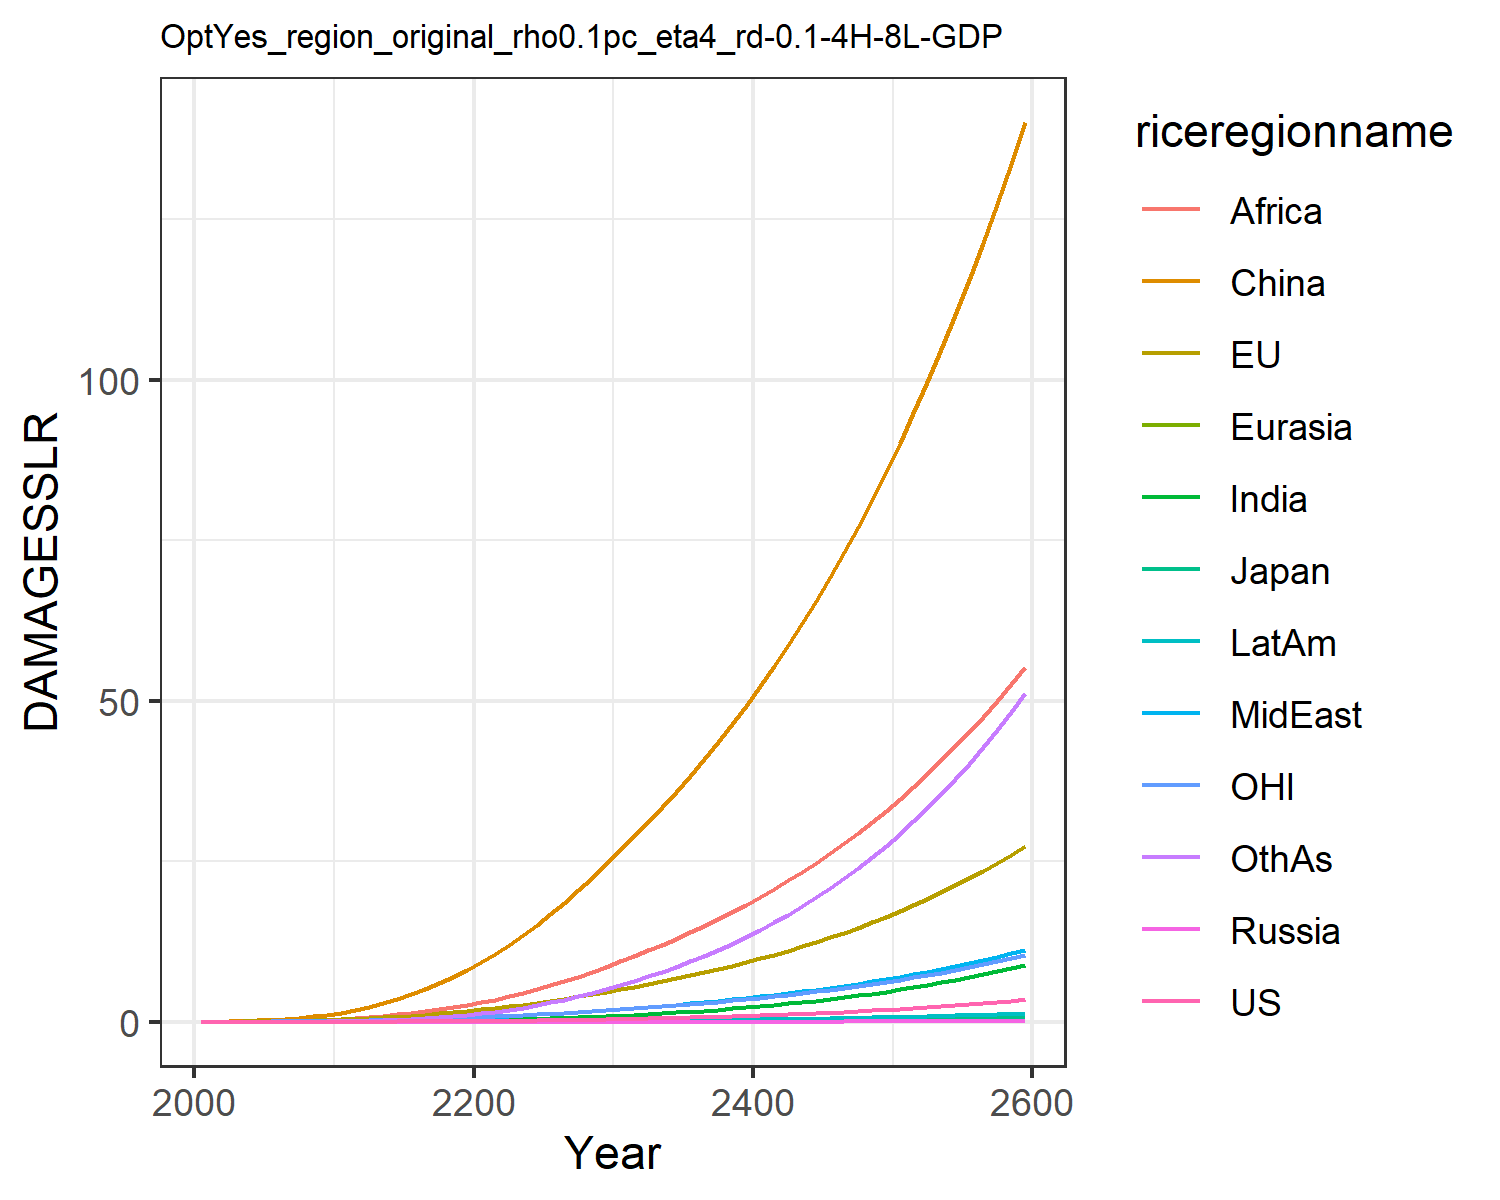 OptYes_region_original_rho0.1pc_eta4_rd-0.1-4H-8L-GDP
DAMAGESSLR
100
50
0
2000
2200
2400
2600
Year
riceregionname
Africa
China
EU
Eurasia
India
Japan
LatAm
MidEast
OHI
OthAs
Russia
US